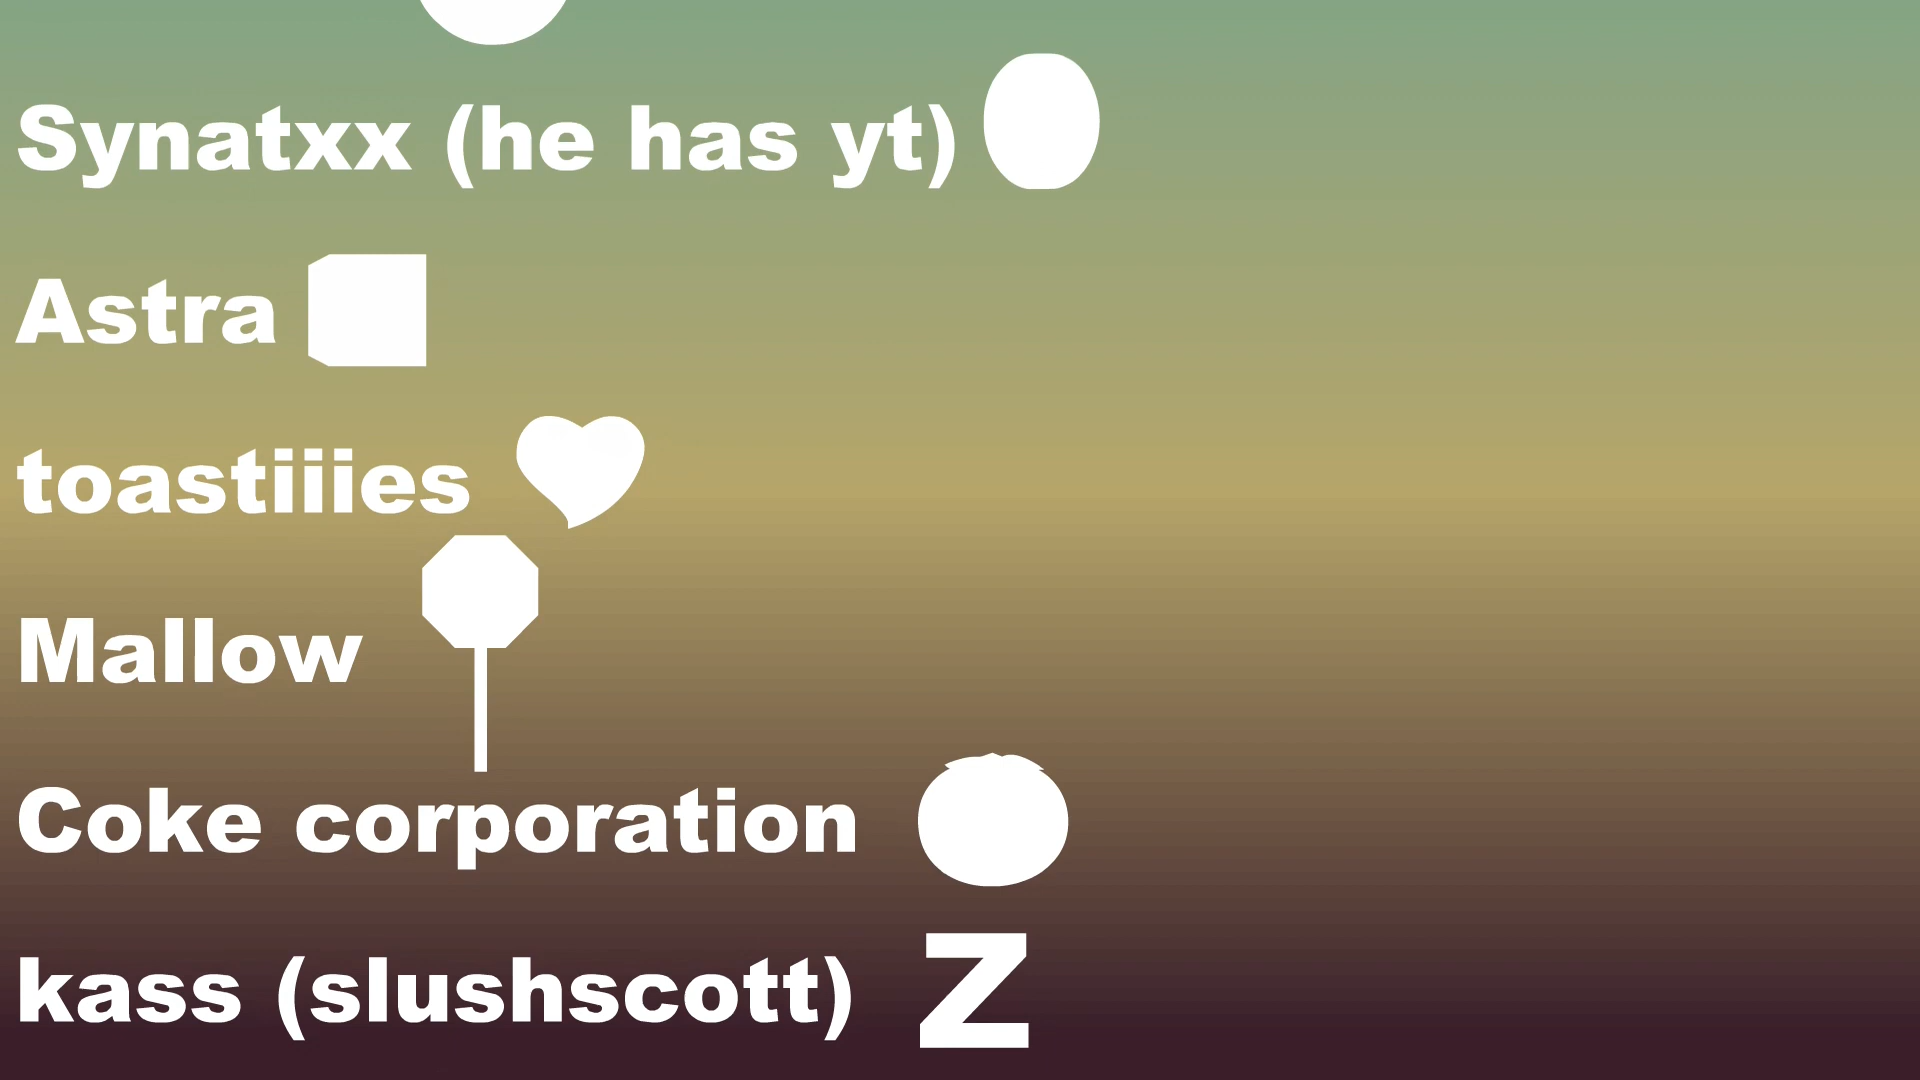 Synatxx (he has yt)
Astra
toastiiies
Mallow
Coke corporation
kass (slushscott) Z